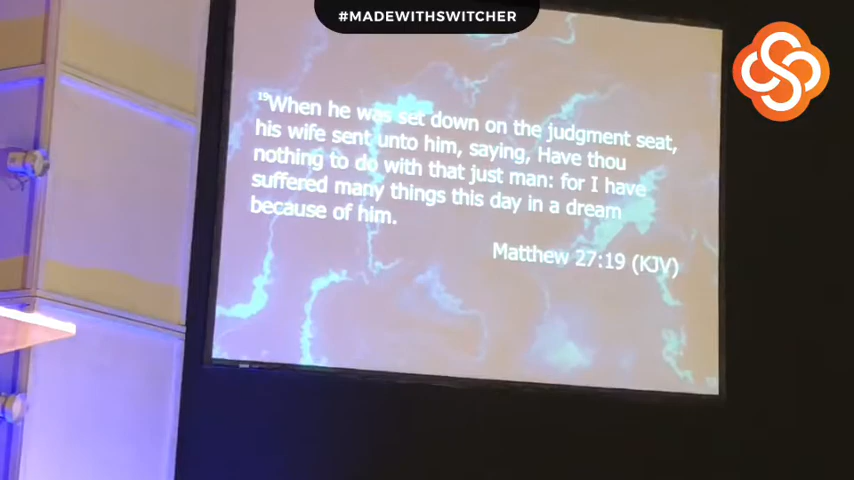 #MADEWITHSWITCHER
19When he was set down on the judgment seat,
his wife sent unto him, saying, Have thou
nothing to do with that just man: for I have
suffered many things this day in a dream
because of him.
Matthew 27:19 (KJV)